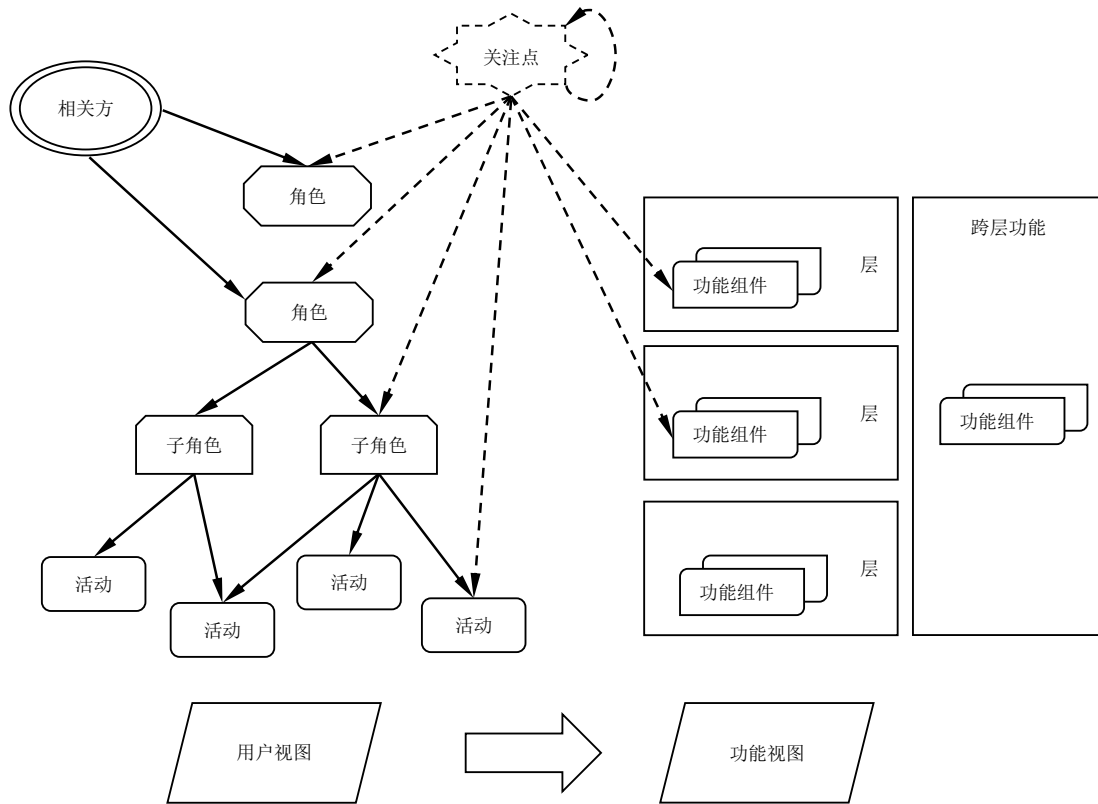 关注点
相关方
角色
跨层功能
层
功能组件
角色
层
功能组件
功能组件
子角色
子角色
层
活动
活动
功能组件
活动
活动
用户视图
功能视图